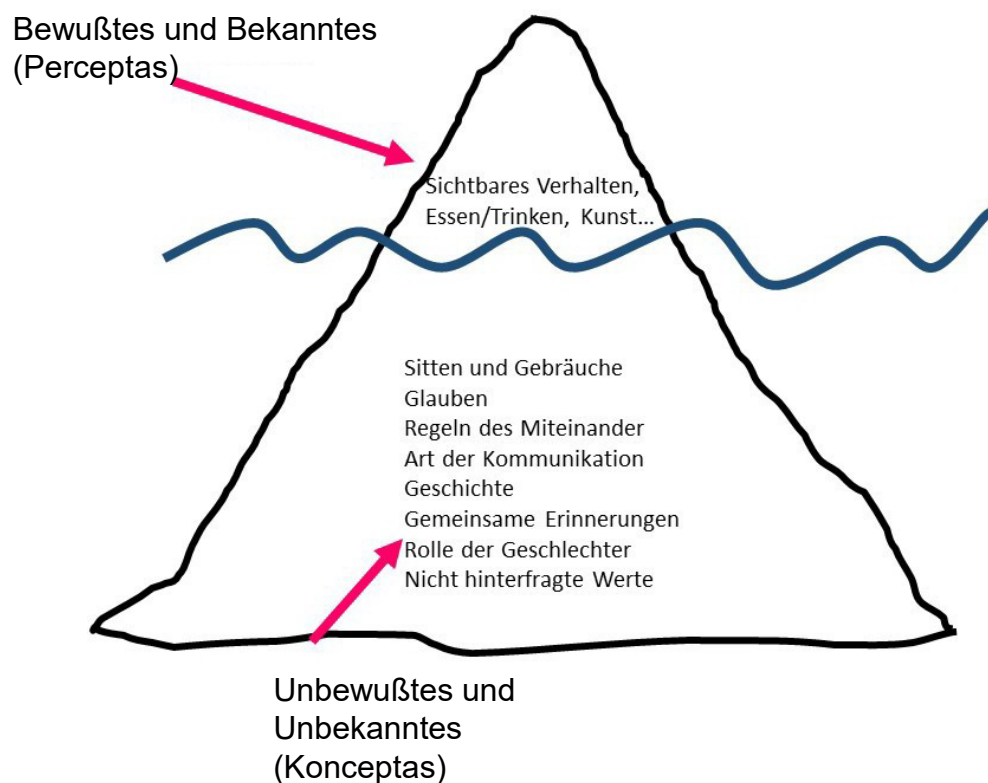 Bewußtes und Bekanntes
(Perceptas)
Sichtbares Verhalten,
Essen/Trinken, Kunst...
Sitten und Gebräuche
Glauben
Regeln des Miteinander
Art der Kommunikation
Geschichte
Gemeinsame Erinnerungen
Rolle der Geschlechter
Nicht hinterfragte Werte
Unbewußtes und
Unbekanntes
(Konceptas)